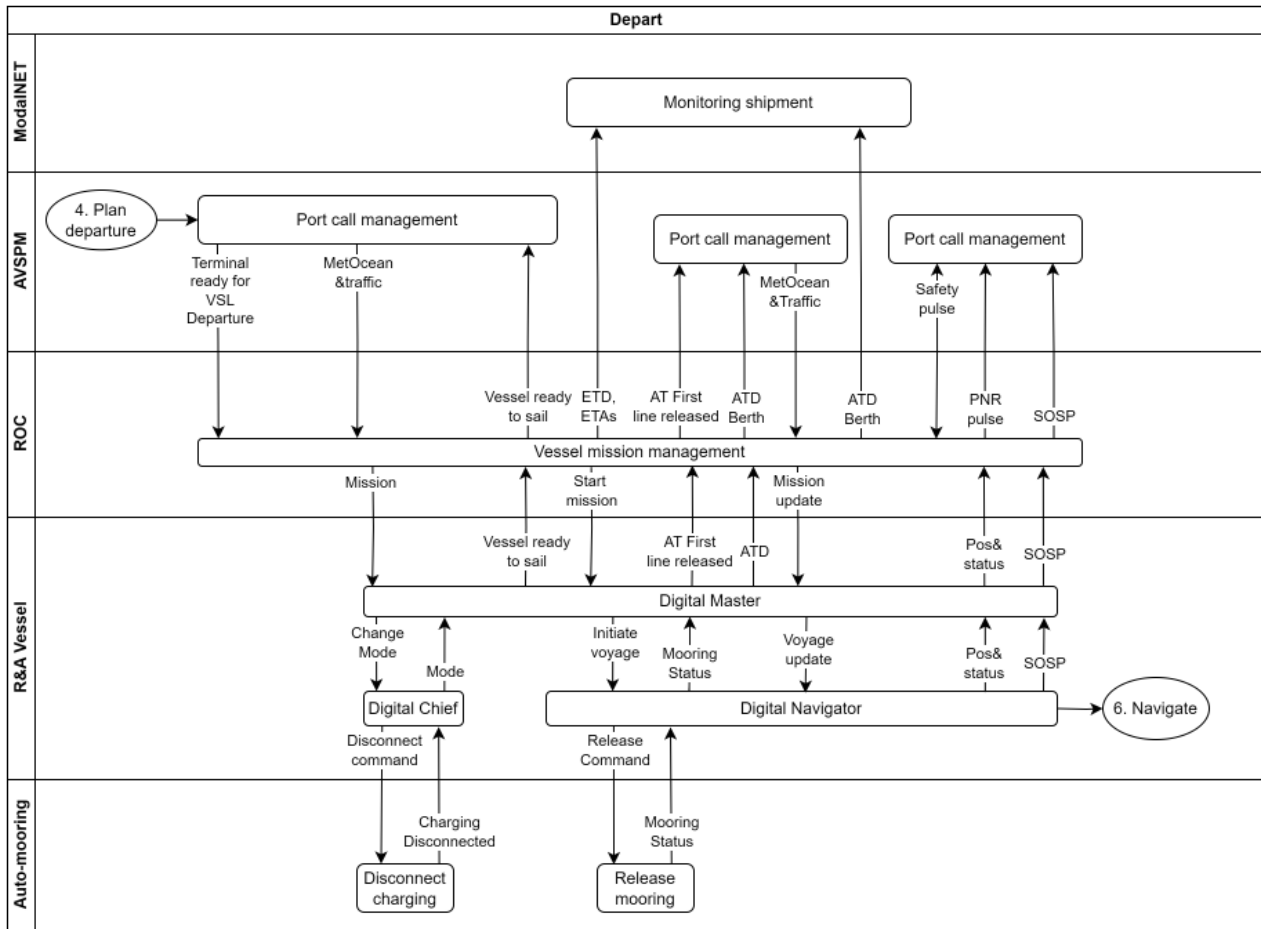 Depart
ModalNET
Monitoring shipment
AVSPM
4. Plan
departure
Port call management
Port call management
Port call management
Terminal
ready for
VSL
Departure
MetOcean
&traffic
MetOcean
&Traffic
Safety
pulse
ROC
Vessel ready
to sail
ETD,
ETAs
AT First
line released
ATD
Berth
ATD
Berth
PNR
pulse
SOSP
Vessel mission management
Mission
Start
mission
Mission
update
R&A Vessel
Vessel ready
to sail
AT First
line released
ATD
Pos&
status
SOSP
Digital Master
Change
Mode
Mode
Initiate
voyage
Mooring
Status
Voyage
update
Pos&
status
SOSP
Digital Chief
Digital Navigator
6. Navigate
Disconnect
command
Release
Command
Auto-mooring
Charging
Disconnected
Mooring
Status
Disconnect
charging
Release
mooring